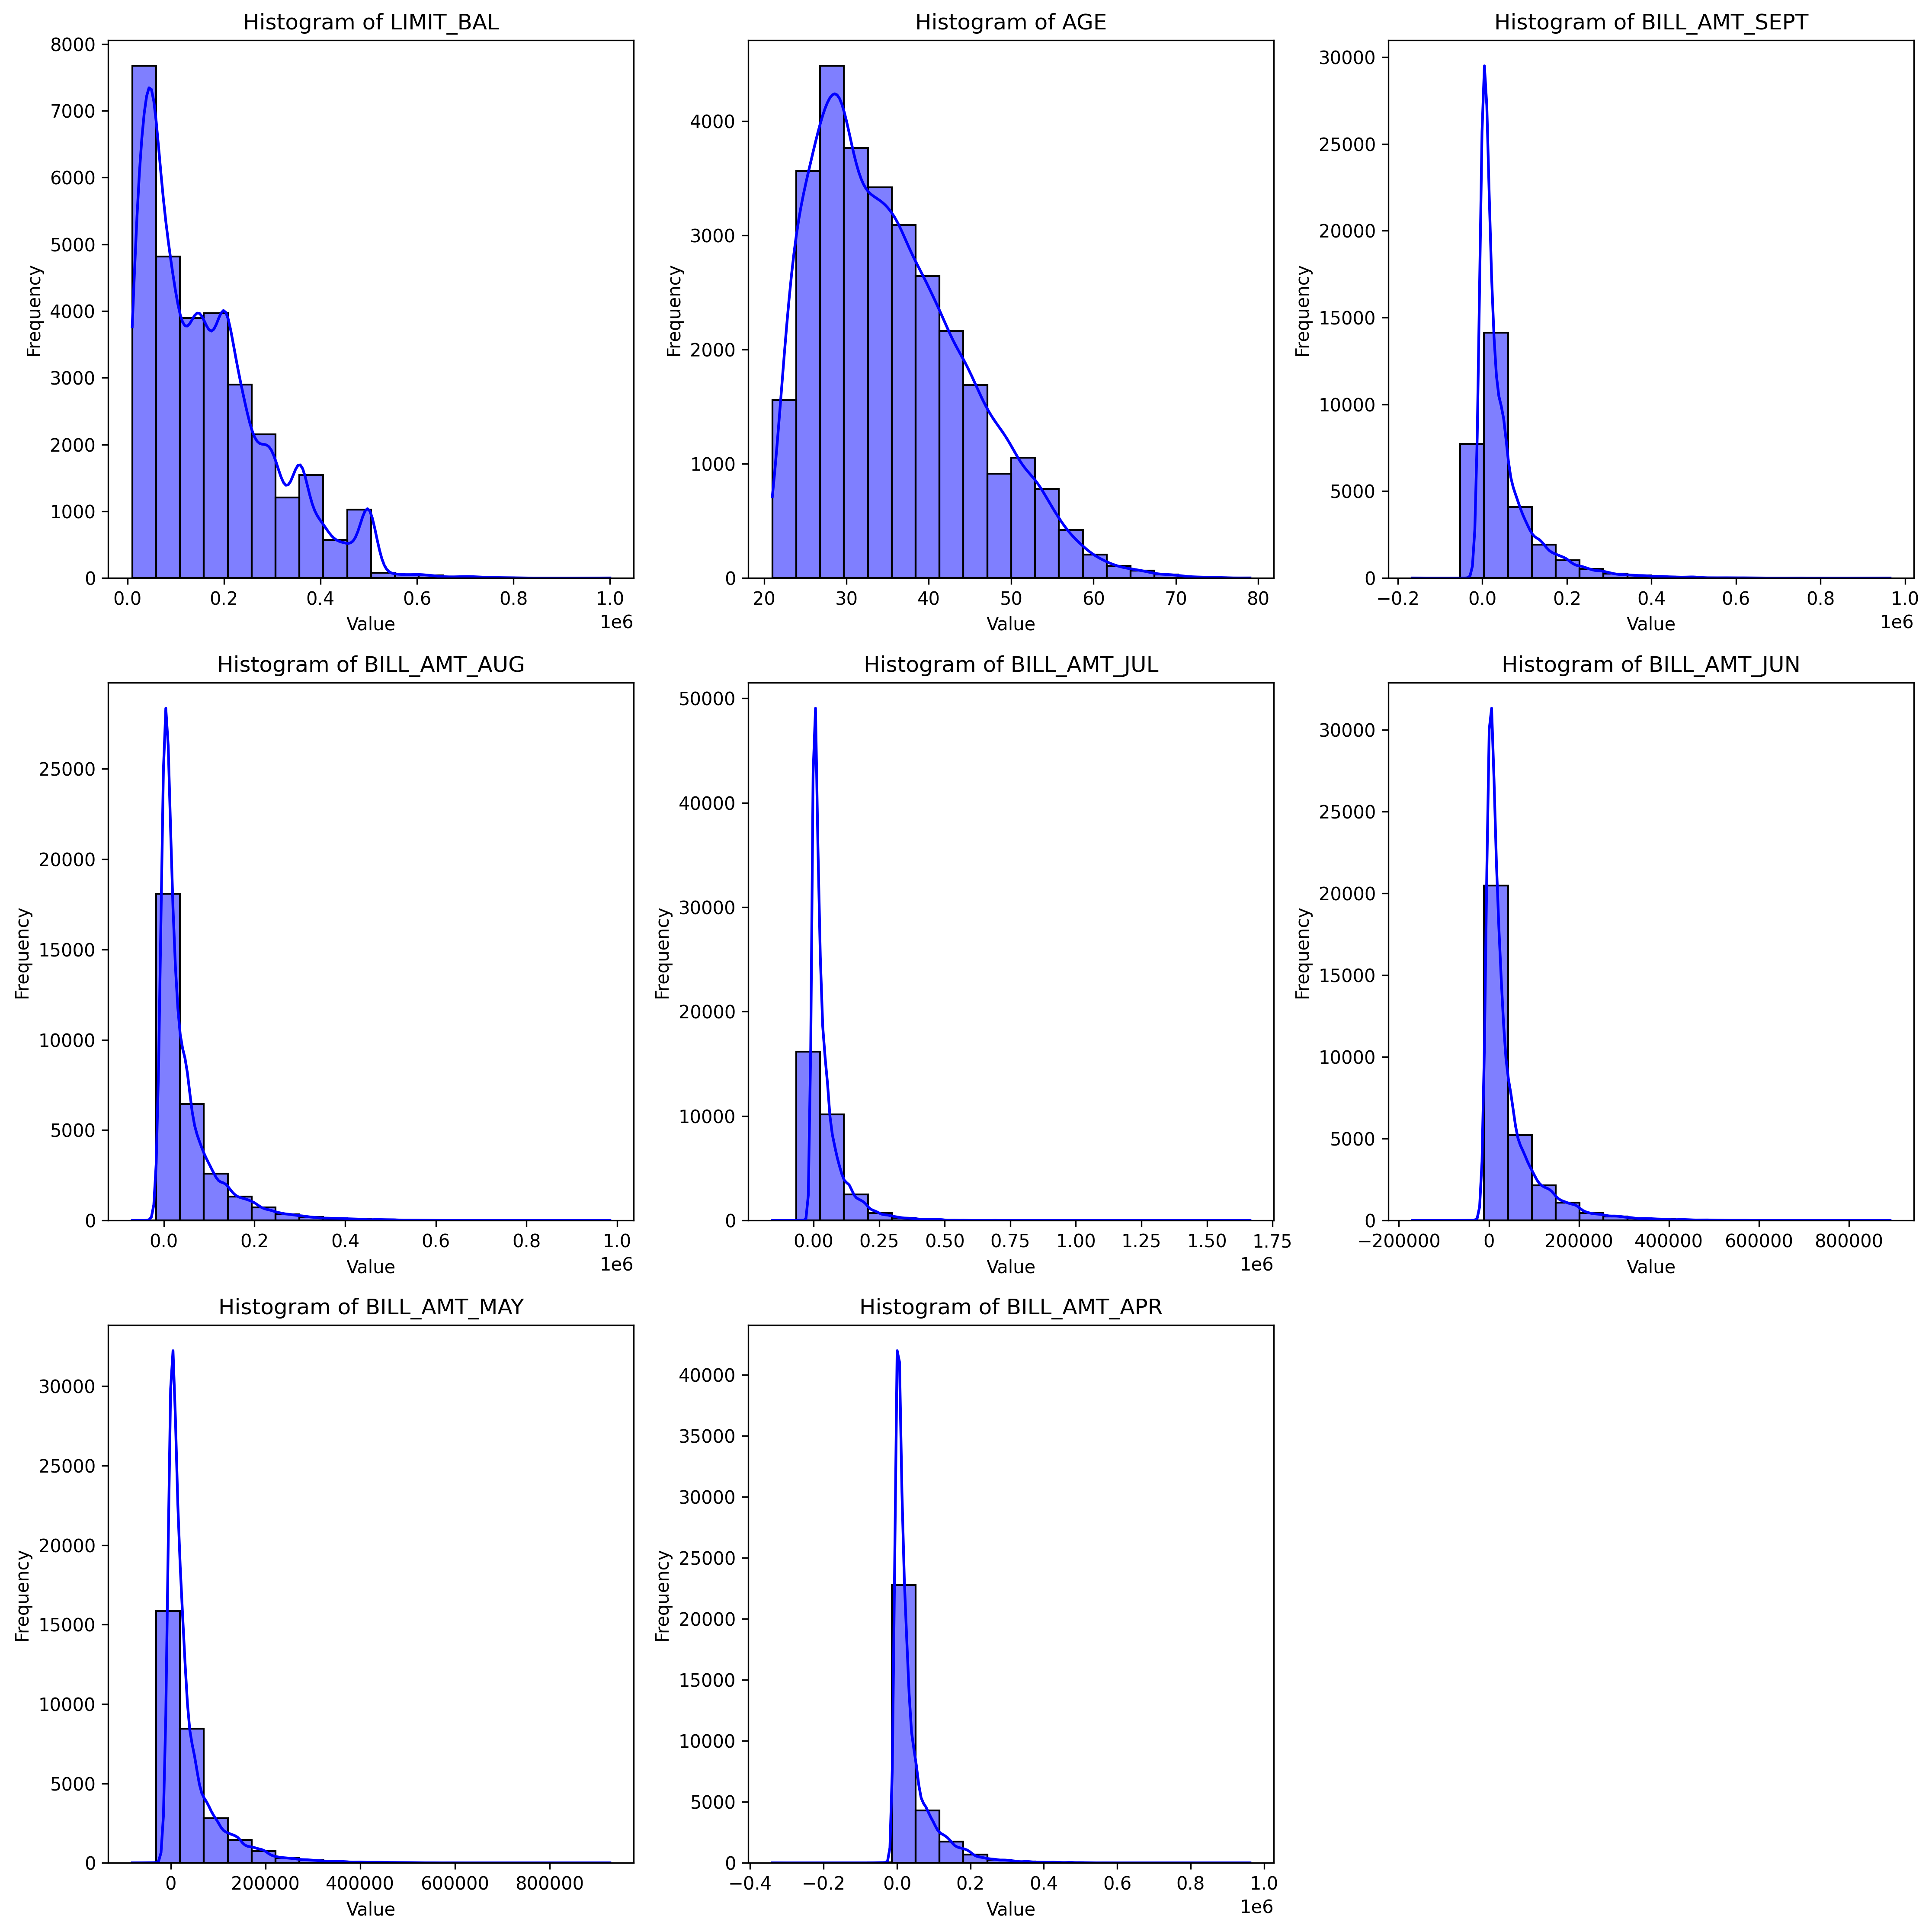 Histogram of LIMIT_BAL
Frequency
8000
7000
6000
5000
4000
3000
2000
1000
0
0.0 0.2 0.4 0.6 0.8 1.0
1e6
Value
Histogram of AGE
Frequency
4000
3000
2000
1000
0
20 30 40 50 60 70 80
Value
Histogram of BILL_AMT_SEPT
Frequency
30000
25000
20000
15000
10000
5000
0
−0.2 0.0 0.2 0.4 0.6 0.8 1.0
1e6
Value
Histogram of BILL_AMT_AUG
Frequency
25000
20000
15000
10000
5000
0
0.0 0.2 0.4 0.6 0.8 1.0
1e6
Value
Histogram of BILL_AMT_JUL
Frequency
50000
40000
30000
20000
10000
0
0.00 0.25 0.50 0.75 1.00 1.25 1.50 1.75
1e6
Value
Histogram of BILL_AMT_JUN
Frequency
30000
25000
20000
15000
10000
5000
0
−200000 0 200000 400000 600000 800000
Value
Histogram of BILL_AMT_MAY
Frequency
30000
25000
20000
15000
10000
5000
0
0 200000 400000 600000 800000
Value
Histogram of BILL_AMT_APR
Frequency
40000
35000
30000
25000
20000
15000
10000
5000
0
−0.4 −0.2 0.0 0.2 0.4 0.6 0.8 1.0
1e6
Value